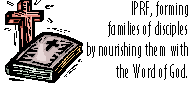 IPRF, forming
families of disciples
by nourishing them with
the Word of God.